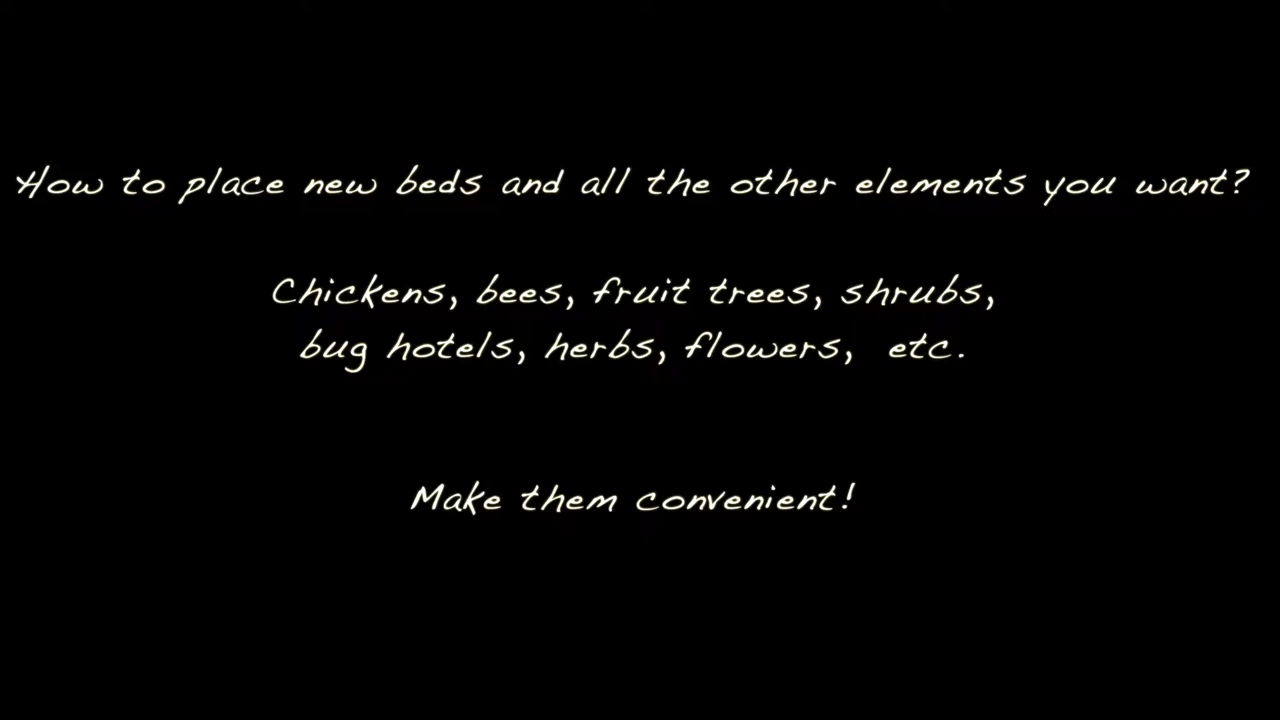 How to place new beds and all the other elements you want?
Chickens, bees, fruit trees, shrubs,
bug hotels, herbs, flowers, etc.
Make them convenient!